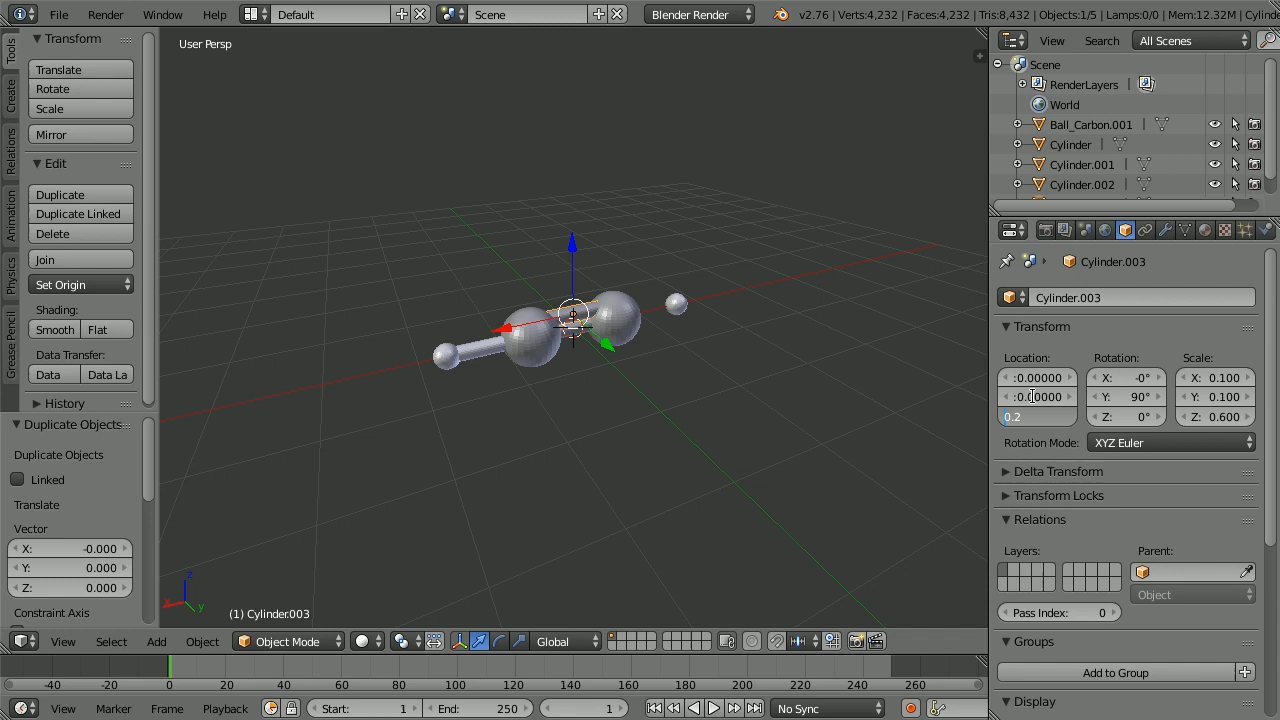 File Render Window Help Default Scene Blender Render v2.76 | Verts:4,232 | Faces:4,232 | Tris:8,432 | Objects:1/5 | Lamps:0/0 | Mem:12.32M | Cylinde
Tools
Create
Relations
Animation
Physics
Grease Pencil
Transform
Translate
Rotate
Scale
Mirror
Edit
Duplicate
Duplicate Linked
Delete
Join
Set Origin
Shading:
Smooth Flat
Data Transfer:
Data Data La
History
Duplicate Objects
Duplicate Objects
Linked
Translate
Vector
X: -0.000
Y: 0.000
Z: 0.000
Constraint Axis
User Persp
z
x y
(1) Cylinder.003
View Select Add Object Object Mode Global
-40 -20 0 20 40 60 80 100 120 140 160 180 200 220 240 260
View Marker Frame Playback Start: 1 End: 250 1 No Sync
View Search All Scenes
Scene
RenderLayers |
World
Ball_Carbon.001 |
Cylinder |
Cylinder.001 |
Cylinder.002 |
Cylinder.003
Cylinder.003
Transform
Location: Rotation: Scale:
:0.00000 X: -0° X: 0.100
:0.00000 Y: 90° Y: 0.100
0.2 Z: 0° Z: 0.600
Rotation Mode: XYZ Euler
Delta Transform
Transform Locks
Relations
Layers: Parent:
Object
Pass Index: 0
Groups
Add to Group
Display